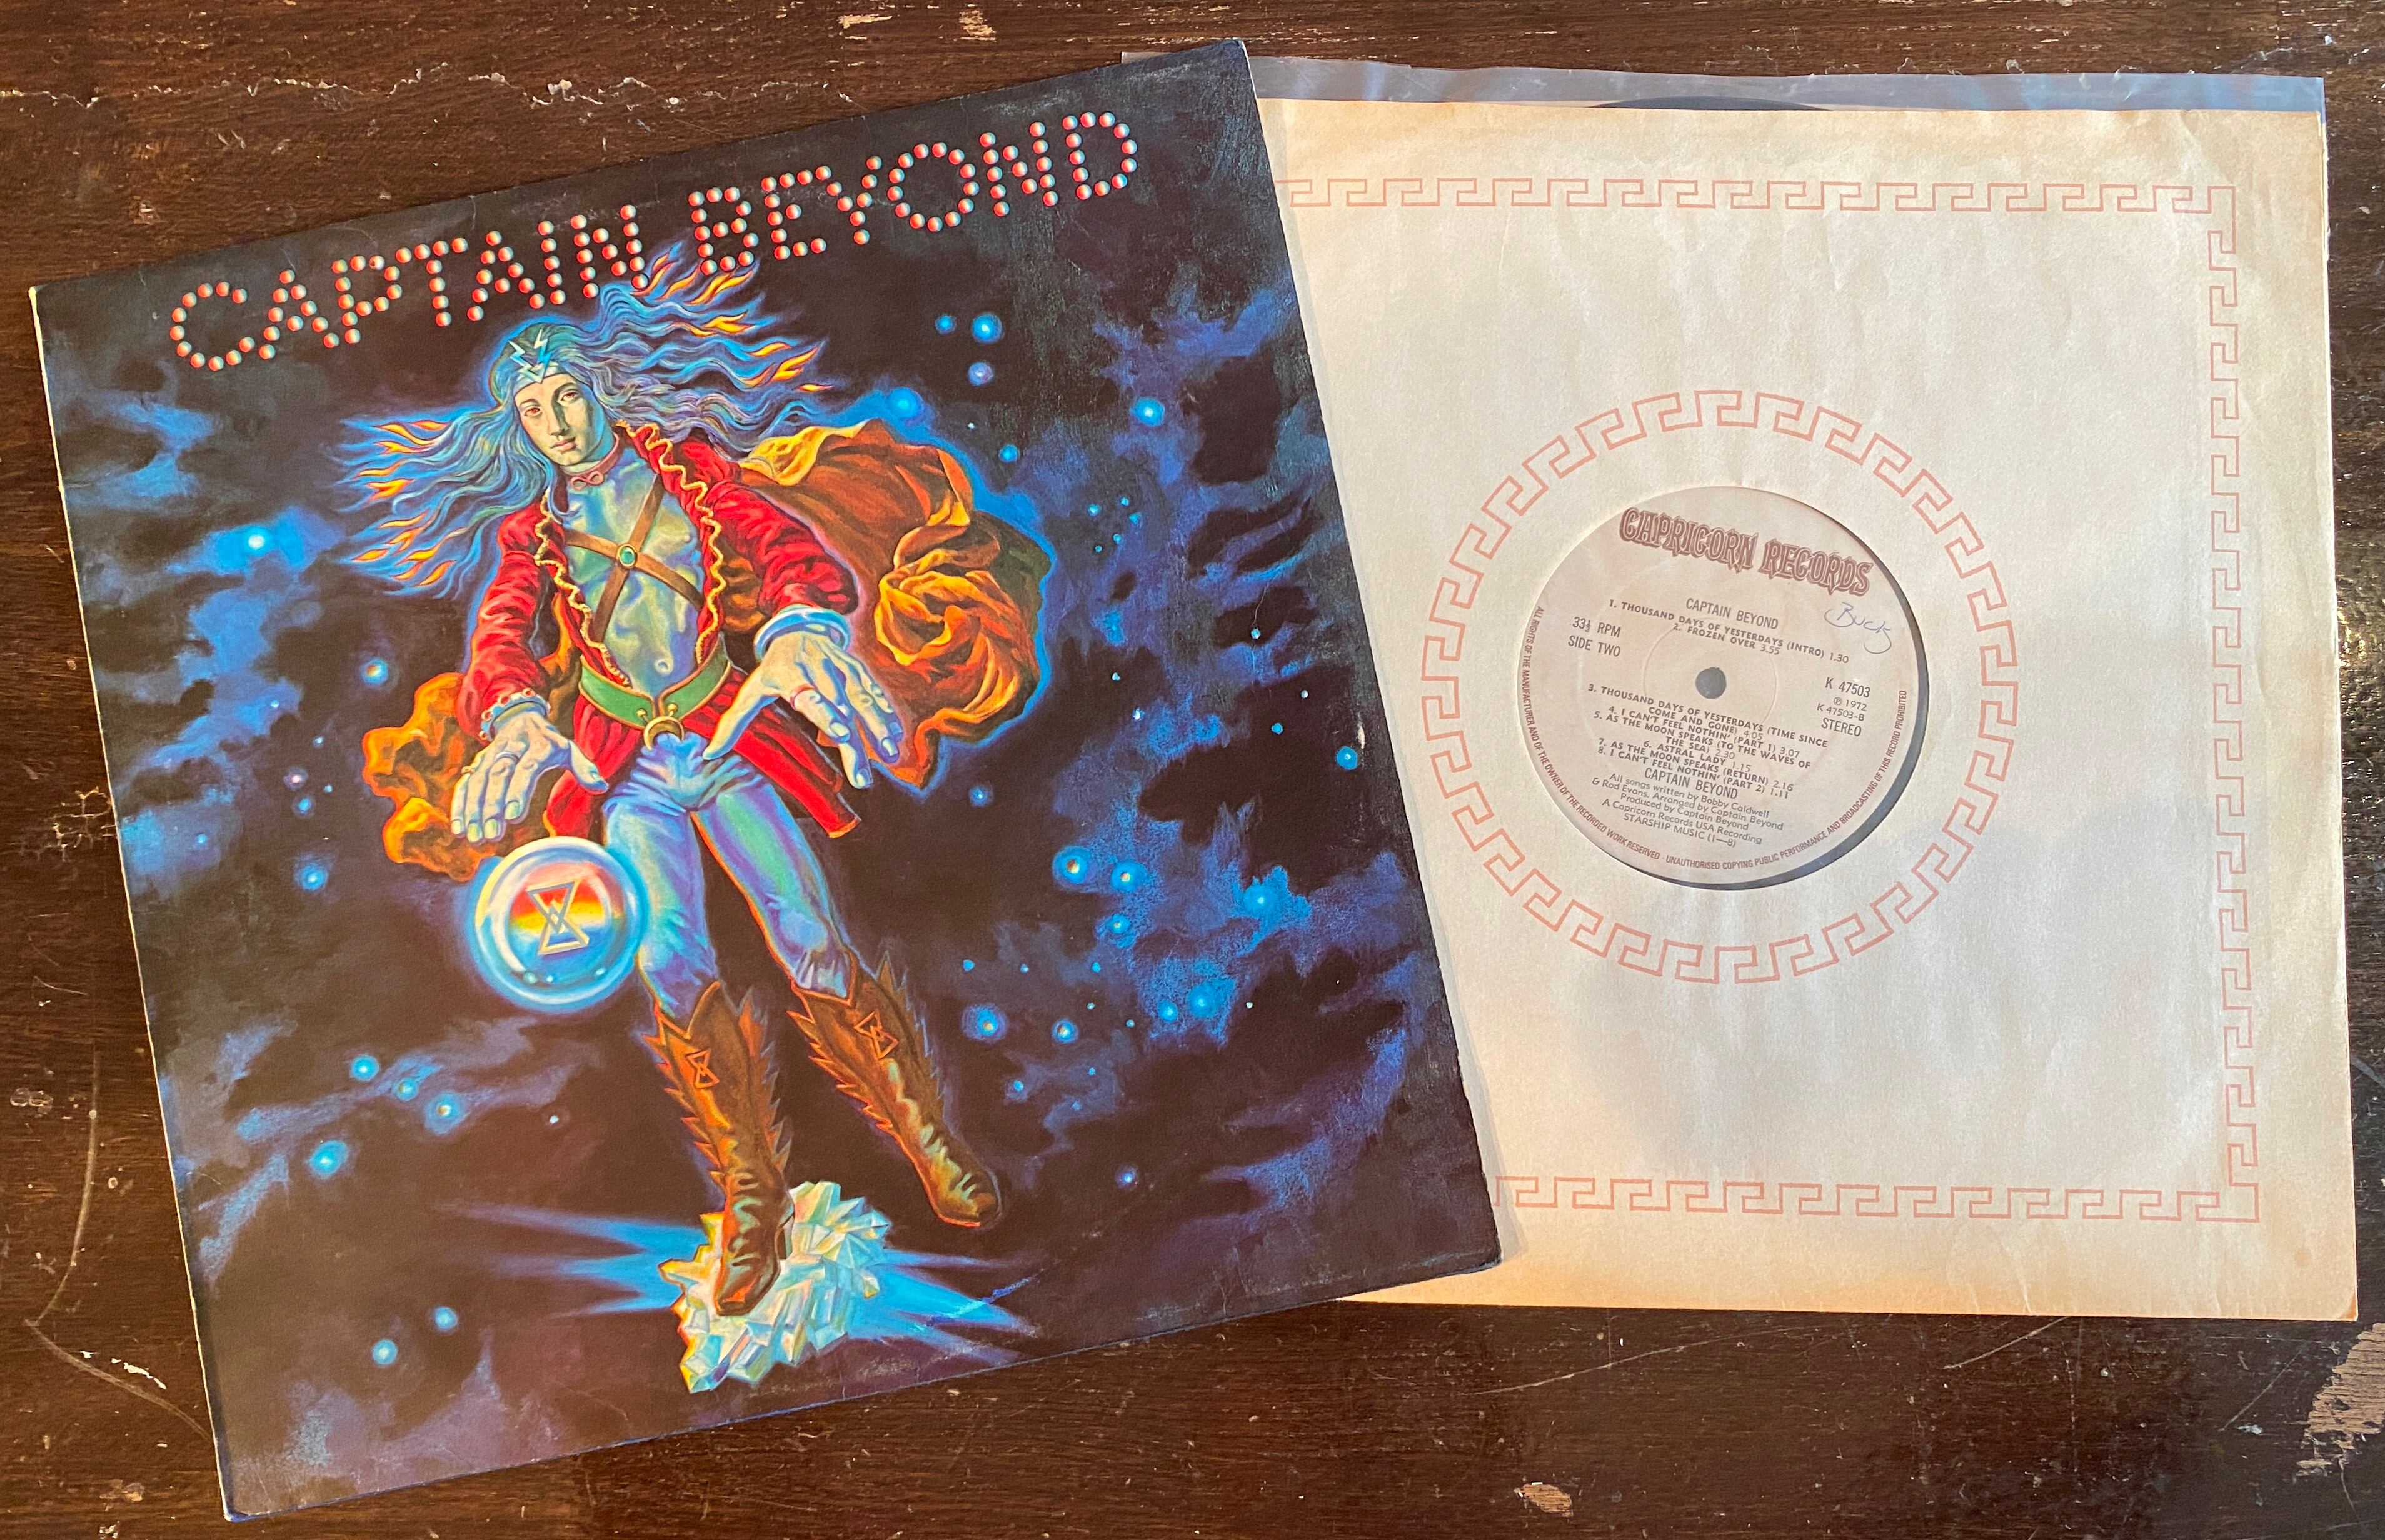 CAPTAIN BEYOND
CAPRICORN RECORDS
CAPTAIN BEYOND
1. THOUSAND DAYS OF YESTERDAYS (INTRO) 1.30
2. FROZEN OVER 3.55
33⅓ RPM
SIDE TWO
K 47503
℗ 1972
K 47503-B
STEREO
3. THOUSAND DAYS OF YESTERDAYS (TIME SINCE
COME AND GONE) 4.05
4. I CAN'T FEEL NOTHIN' (PART 1) 3.07
5. AS THE MOON SPEAKS (TO THE WAVES OF
THE SEA) 2.30
6. ASTRAL LADY 1.15
7. AS THE MOON SPEAKS (RETURN) 2.16
8. I CAN'T FEEL NOTHIN' (PART 2) 1.11
CAPTAIN BEYOND
All songs written by Bobby Caldwell
& Rod Evans. Arranged by Captain Beyond
Produced by Captain Beyond
A Capricorn Records USA Recording
STARSHIP MUSIC (1—8)
ALL RIGHTS OF THE MANUFACTURER AND OF THE OWNER OF THE RECORDED WORK RESERVED · UNAUTHORISED COPYING PUBLIC PERFORMANCE AND BROADCASTING OF THIS RECORD PROHIBITED